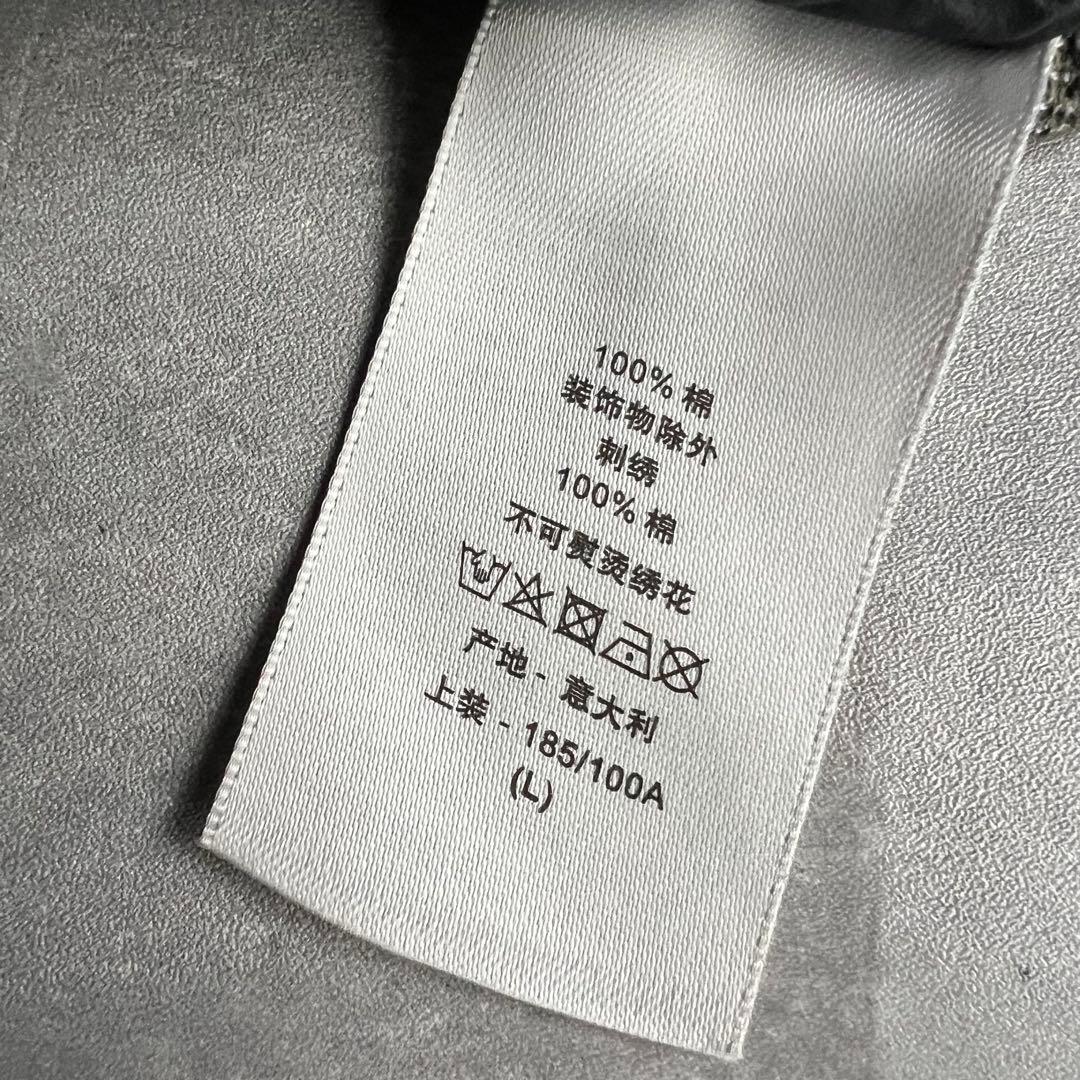 100% 棉
装饰物除外
刺绣
100% 棉
不可熨烫绣花
产地 - 意大利
上装 - 185/100A
(L)